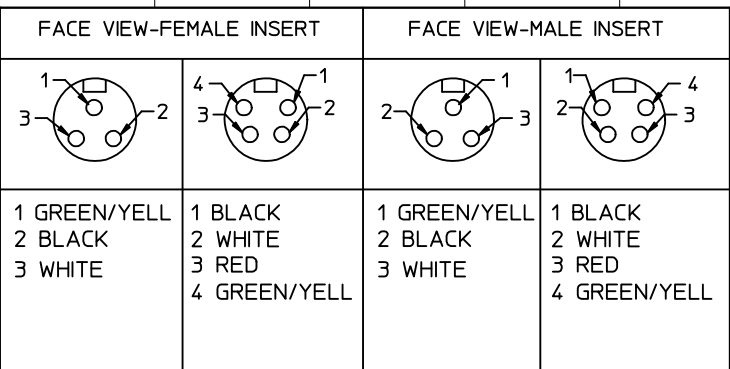 FACE VIEW-FEMALE INSERT
FACE VIEW-MALE INSERT
1
3
2
4
1
3
2
1
2
3
1
4
2
3
1 GREEN/YELL
2 BLACK
3 WHITE
1 BLACK
2 WHITE
3 RED
4 GREEN/YELL
1 GREEN/YELL
2 BLACK
3 WHITE
1 BLACK
2 WHITE
3 RED
4 GREEN/YELL